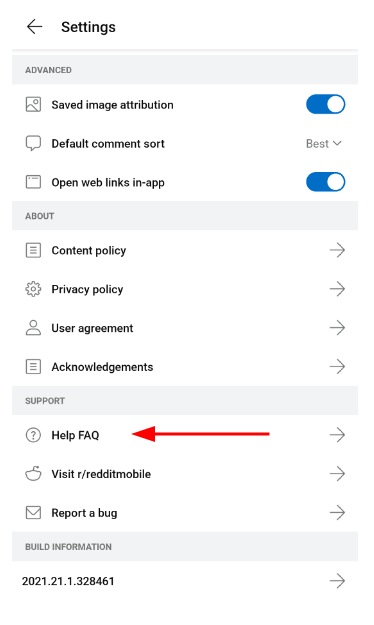 Settings
ADVANCED
Saved image attribution
Default comment sort Best
Open web links in-app
ABOUT
Content policy
Privacy policy
User agreement
Acknowledgements
SUPPORT
Help FAQ
Visit r/redditmobile
Report a bug
BUILD INFORMATION
2021.21.1.328461